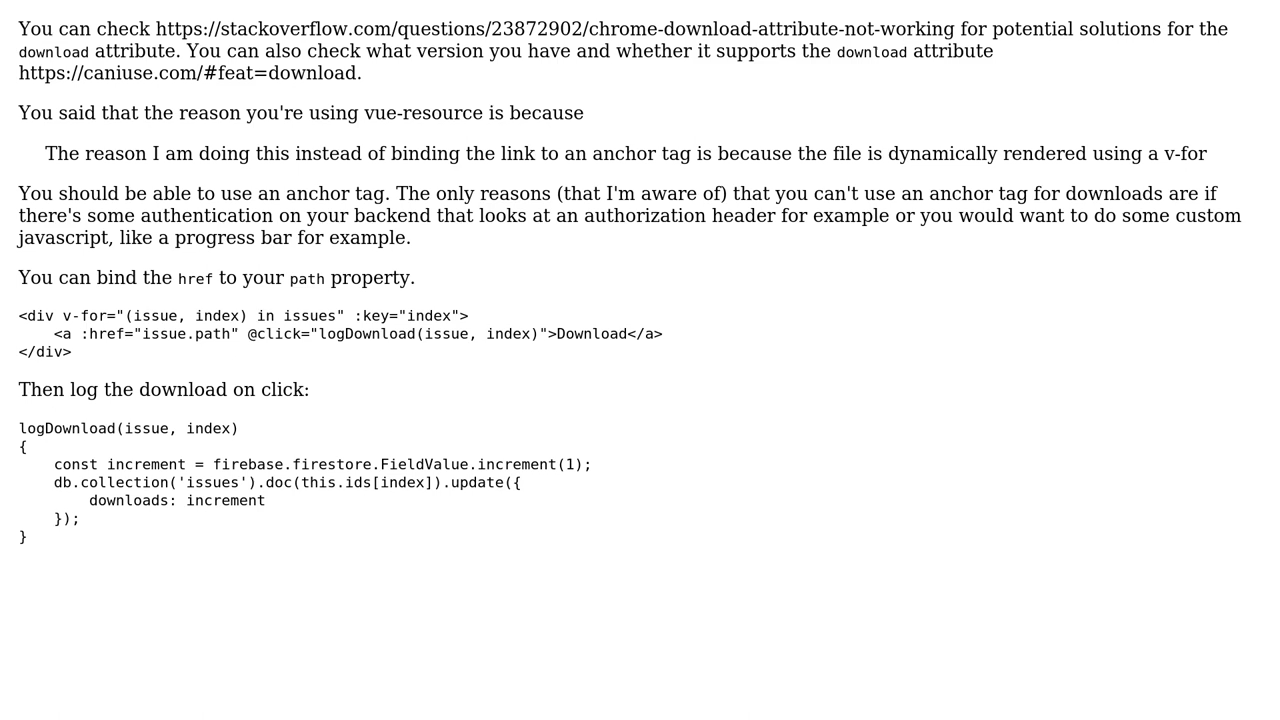 You can check https://stackoverflow.com/questions/23872902/chrome-download-attribute-not-working for potential solutions for the
download attribute. You can also check what version you have and whether it supports the download attribute
https://caniuse.com/#feat=download.
You said that the reason you're using vue-resource is because
The reason I am doing this instead of binding the link to an anchor tag is because the file is dynamically rendered using a v-for
You should be able to use an anchor tag. The only reasons (that I'm aware of) that you can't use an anchor tag for downloads are if
there's some authentication on your backend that looks at an authorization header for example or you would want to do some custom
javascript, like a progress bar for example.
You can bind the href to your path property.
<div v-for="(issue, index) in issues" :key="index">
    <a :href="issue.path" @click="logDownload(issue, index)">Download</a>
</div>
Then log the download on click:
logDownload(issue, index)
{
    const increment = firebase.firestore.FieldValue.increment(1);
    db.collection('issues').doc(this.ids[index]).update({
        downloads: increment
    });
}